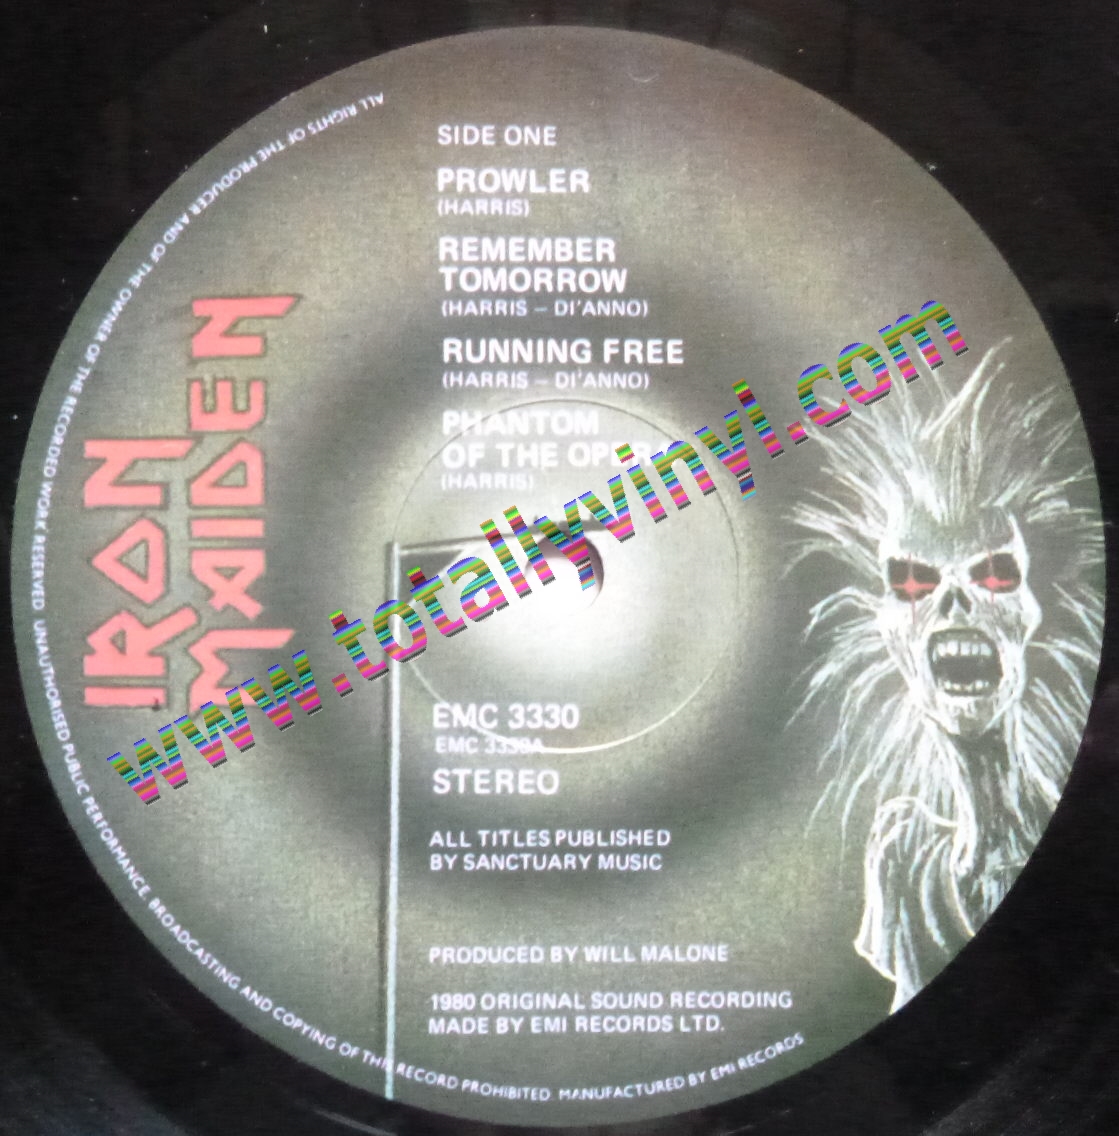 SIDE ONE
PROWLER
(HARRIS)
REMEMBER
TOMORROW
(HARRIS – DI'ANNO)
RUNNING FREE
(HARRIS – DI'ANNO)
PHANTOM
OF THE OPERA
(HARRIS)
IRON
MAIDEN
www.totallyvinyl.com
EMC 3330
EMC 3330A
STEREO
ALL TITLES PUBLISHED
BY SANCTUARY MUSIC
PRODUCED BY WILL MALONE
1980 ORIGINAL SOUND RECORDING
MADE BY EMI RECORDS LTD.
ALL RIGHTS OF THE PRODUCER AND OF THE OWNER OF THE RECORDED WORK RESERVED. UNAUTHORISED PUBLIC PERFORMANCE. BROADCASTING AND COPYING OF THIS RECORD PROHIBITED. MANUFACTURED BY EMI RECORDS